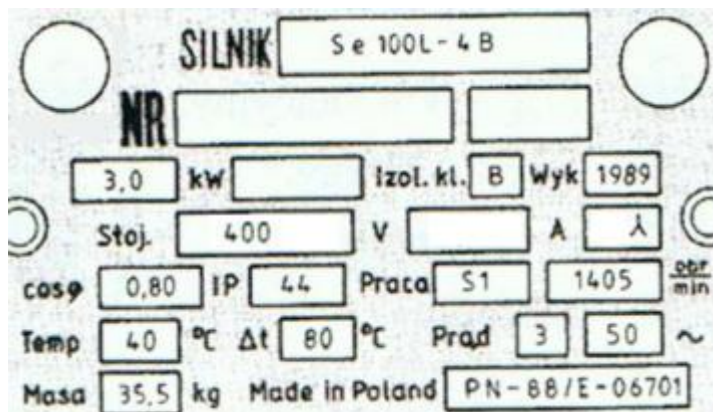 SILNIK Se 100L-4B
NR
3,0 kW Izol. kl. B Wyk 1989
Stoj. 400 V A Y
cosφ 0,80 IP 44 Praca S1 1405 obr/min
Temp 40 °C Δt 80 °C Prąd 3 50 ~
Masa 35,5 kg Made in Poland PN-88/E-06701